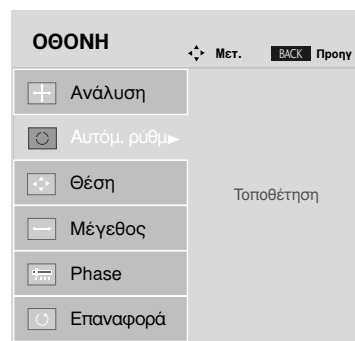 ΟΘΟΝΗ
Μετ. BACK Προηγ
Ανάλυση
Αυτόμ. ρύθμ►
Θέση
Τοποθέτηση
Μέγεθος
Phase
Επαναφορά